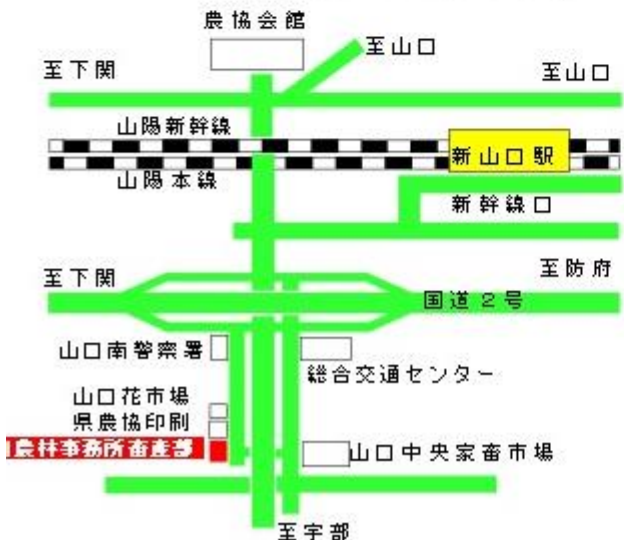 農協会館
至山口
至下関
至山口
山陽新幹線
新山口駅
山陽本線
新幹線口
至下関
至防府
国道2号
山口南警察署
総合交通センター
山口花市場
県農協印刷
農林事務所畜産部
山口中央家畜市場
至宇部